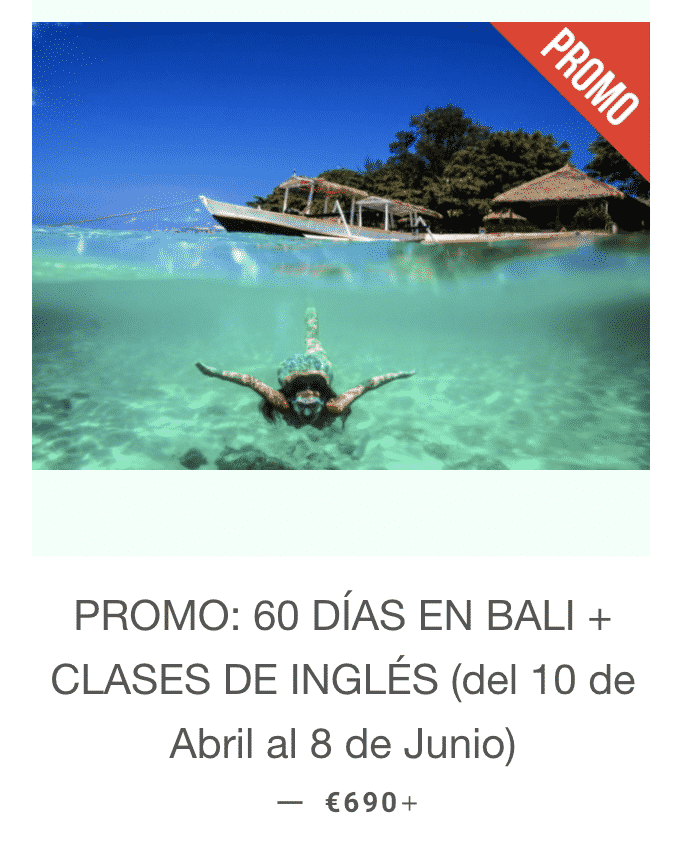 PROMO
PROMO: 60 DÍAS EN BALI +
CLASES DE INGLÉS (del 10 de
Abril al 8 de Junio)
— €690+